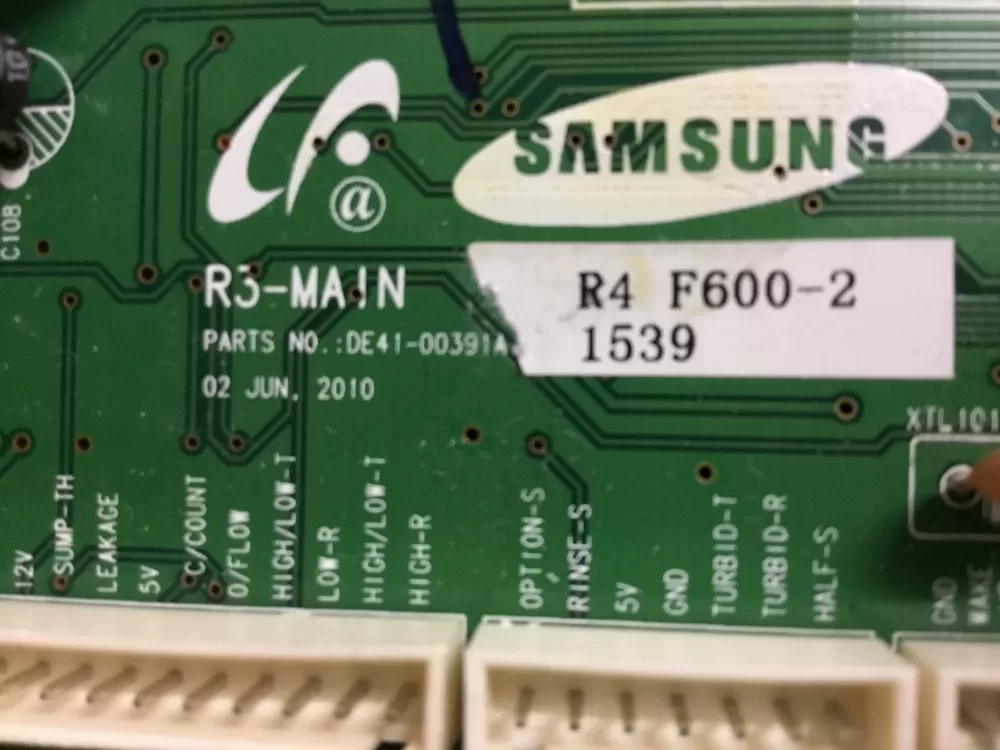 C108
@
SAMSUNG
R3-MAIN
PARTS NO.:DE41-00391A
02 JUN. 2010
R4 F600-2
1539
XTL101
12V
SUMP-TH
LEAKAGE
5V
C/COUNT
O/FLOW
HIGH/LOW-T
LOW-R
HIGH/LOW-T
HIGH-R
OPTION-S
RINSE-S
5V
GND
TURBID-T
TURBID-R
HALF-S
GND
WAKE